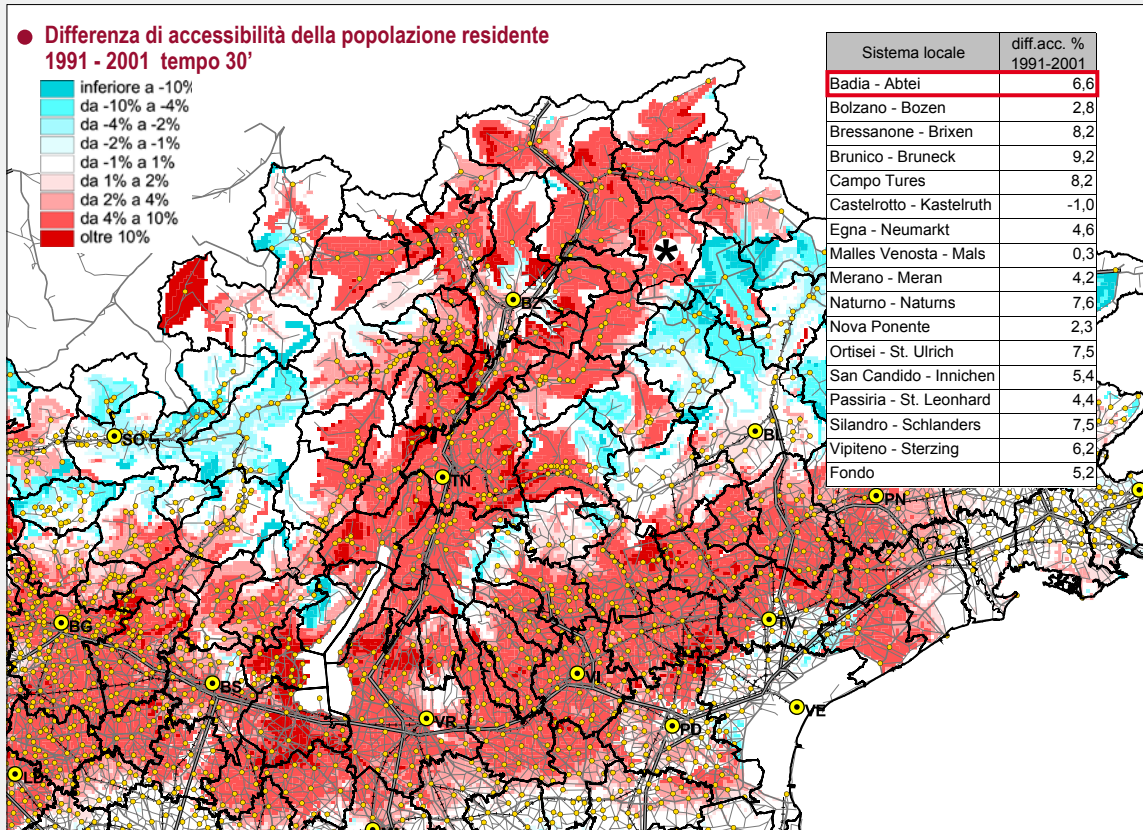 ● Differenza di accessibilità della popolazione residente
1991 - 2001 tempo 30'
inferiore a -10%
da -10% a -4%
da -4% a -2%
da -2% a -1%
da -1% a 1%
da 1% a 2%
da 2% a 4%
da 4% a 10%
oltre 10%
Sistema locale diff.acc. % 1991-2001
Badia - Abtei 6,6
Bolzano - Bozen 2,8
Bressanone - Brixen 8,2
Brunico - Bruneck 9,2
Campo Tures 8,2
Castelrotto - Kastelruth -1,0
Egna - Neumarkt 4,6
Malles Venosta - Mals 0,3
Merano - Meran 4,2
Naturno - Naturns 7,6
Nova Ponente 2,3
Ortisei - St. Ulrich 7,5
San Candido - Innichen 5,4
Passiria - St. Leonhard 4,4
Silandro - Schlanders 7,5
Vipiteno - Sterzing 6,2
Fondo 5,2
*
BZ
SO
BL
TN
PN
BG
TV
BS
VI
VR
PD
VE